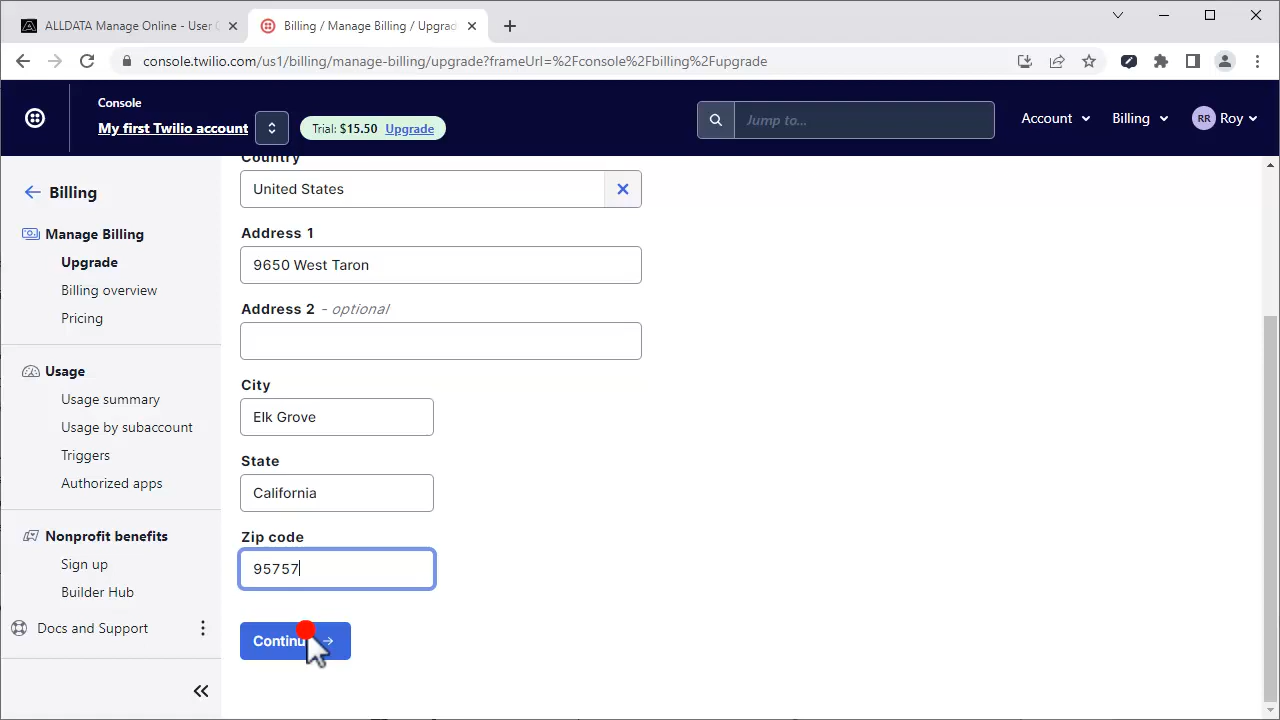 ALLDATA Manage Online - User
Billing / Manage Billing / Upgrad
console.twilio.com/us1/billing/manage-billing/upgrade?frameUrl=%2Fconsole%2Fbilling%2Fupgrade
Console
My first Twilio account
Trial: $15.50 Upgrade
Jump to...
Account
Billing
RR
Roy
Billing
Manage Billing
Upgrade
Billing overview
Pricing
Usage
Usage summary
Usage by subaccount
Triggers
Authorized apps
Nonprofit benefits
Sign up
Builder Hub
Docs and Support
Country
United States
Address 1
9650 West Taron
Address 2 - optional
City
Elk Grove
State
California
Zip code
95757
Continue